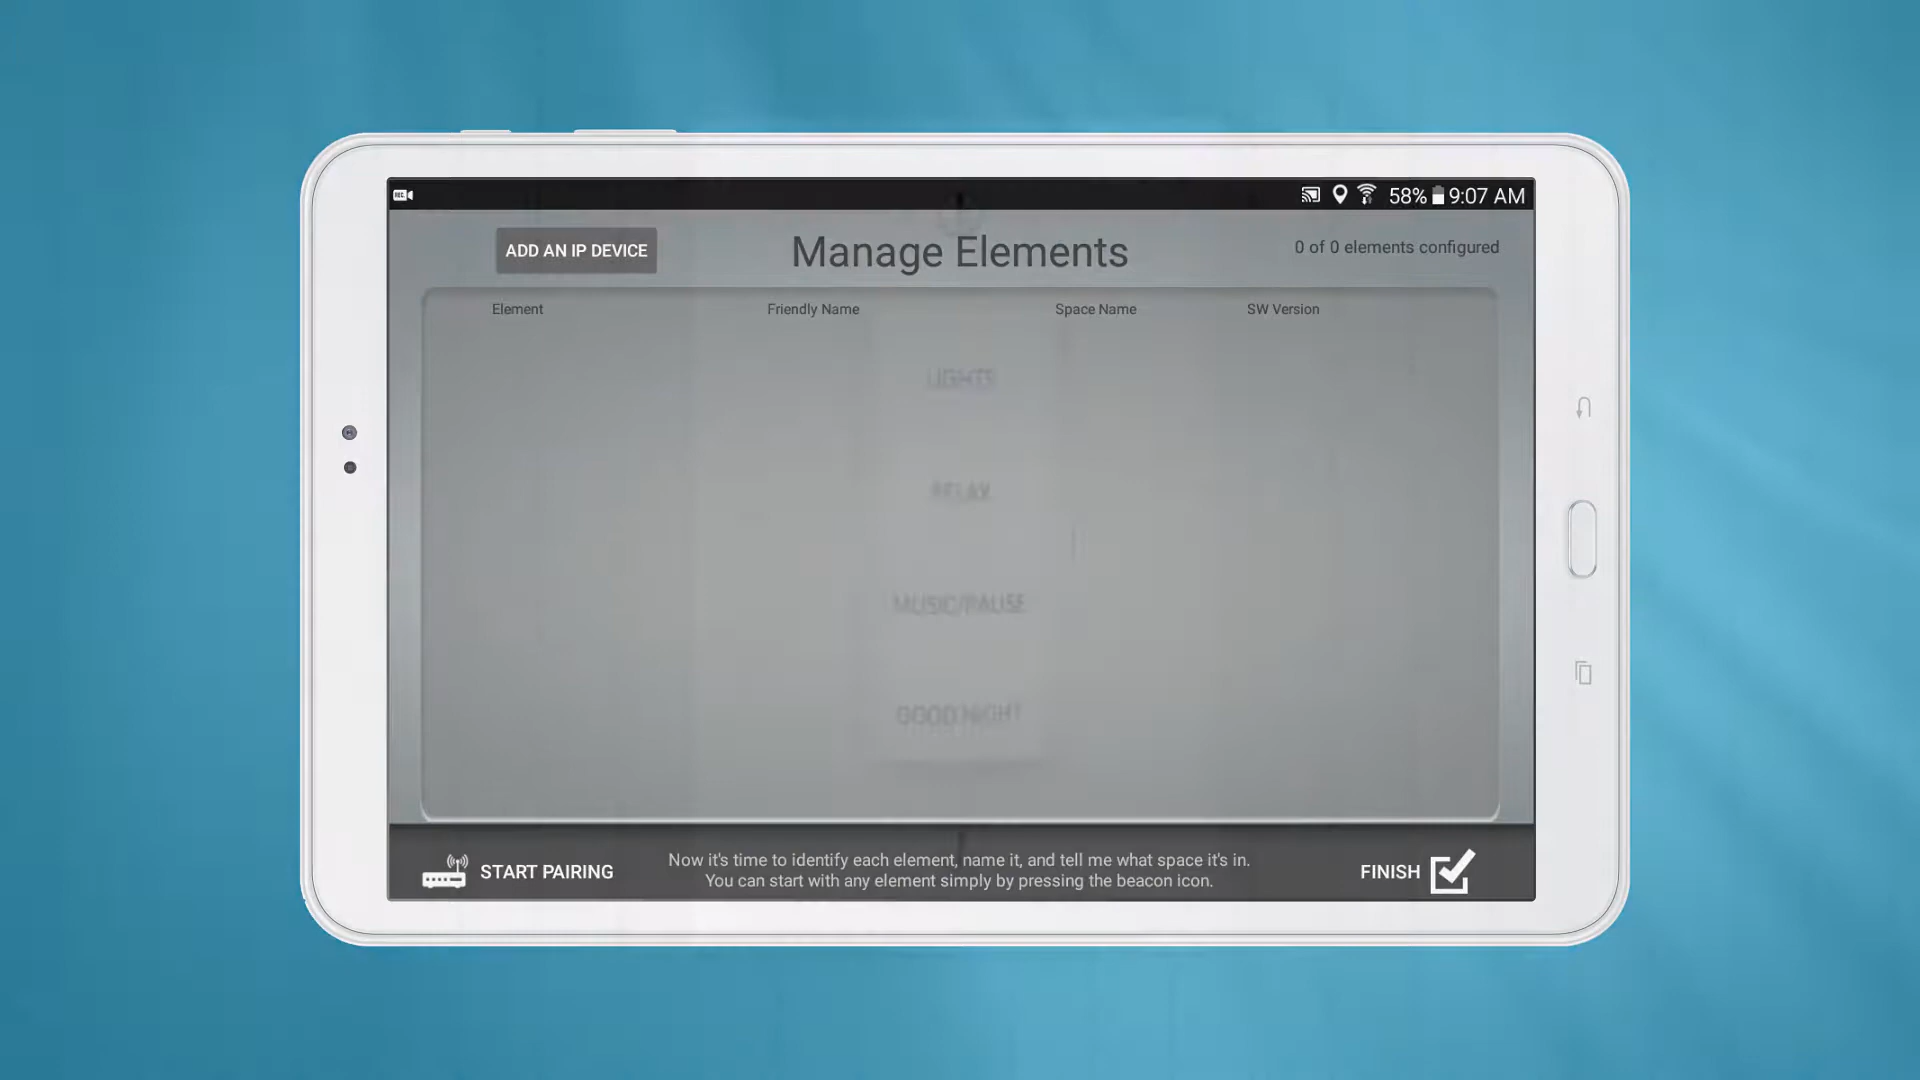 REC
58% 9:07 AM
ADD AN IP DEVICE
Manage Elements
0 of 0 elements configured
Element Friendly Name Space Name SW Version
LIGHTS
RELAX
MUSIC/PAUSE
GOOD NIGHT
START PAIRING
Now it's time to identify each element, name it, and tell me what space it's in.
You can start with any element simply by pressing the beacon icon.
FINISH